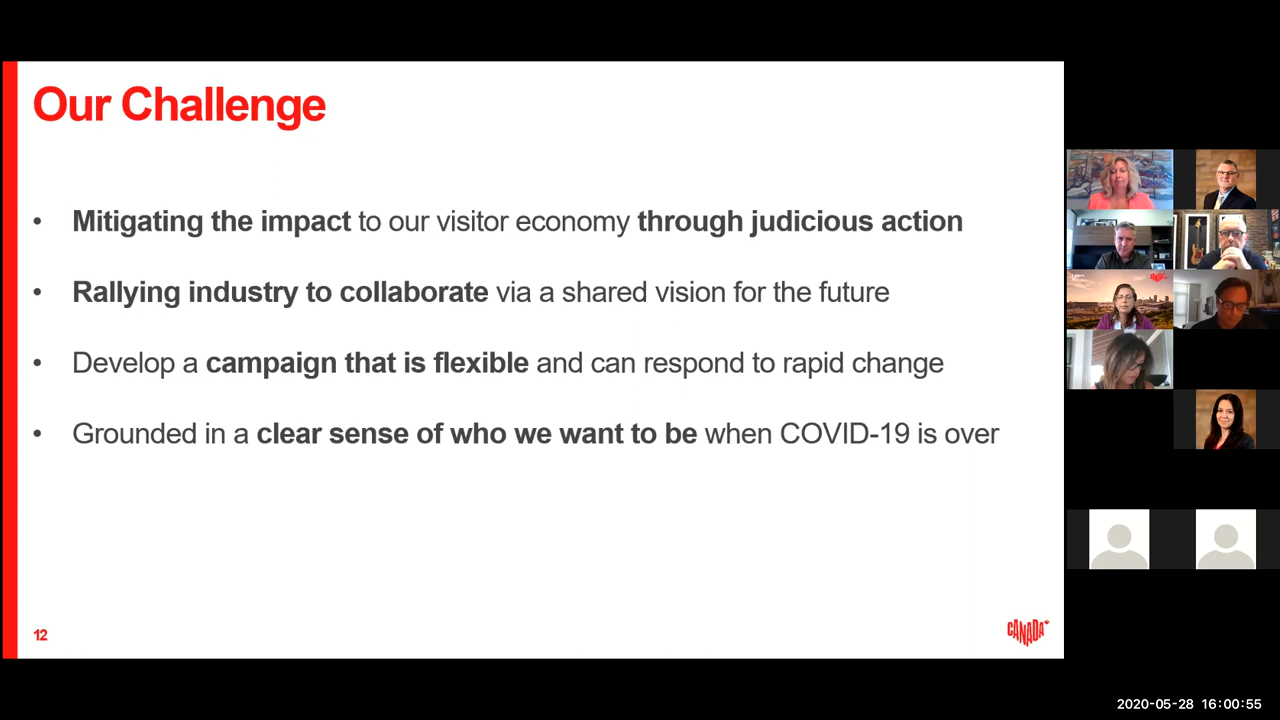 Our Challenge
• Mitigating the impact to our visitor economy through judicious action
• Rallying industry to collaborate via a shared vision for the future
• Develop a campaign that is flexible and can respond to rapid change
• Grounded in a clear sense of who we want to be when COVID-19 is over
12
CANADA
2020-05-28 16:00:55